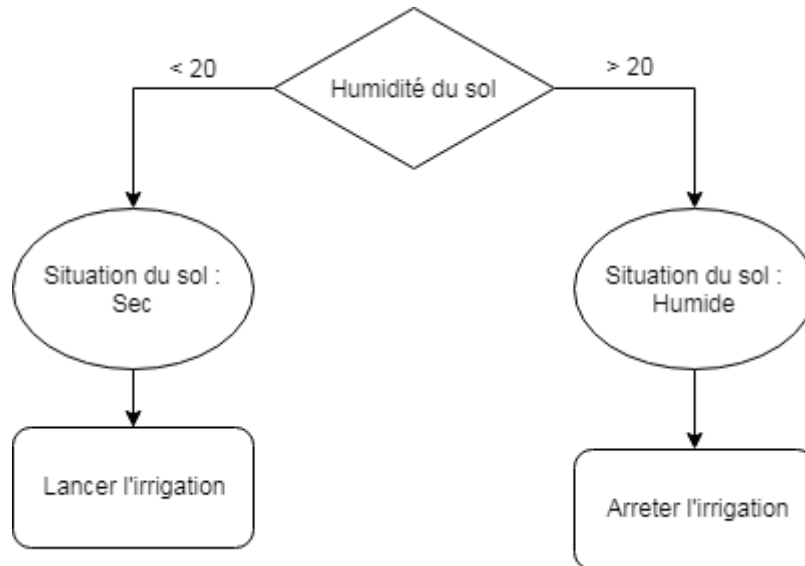 < 20
Humidité du sol
> 20
Situation du sol :
Sec
Situation du sol :
Humide
Lancer l'irrigation
Arreter l'irrigation